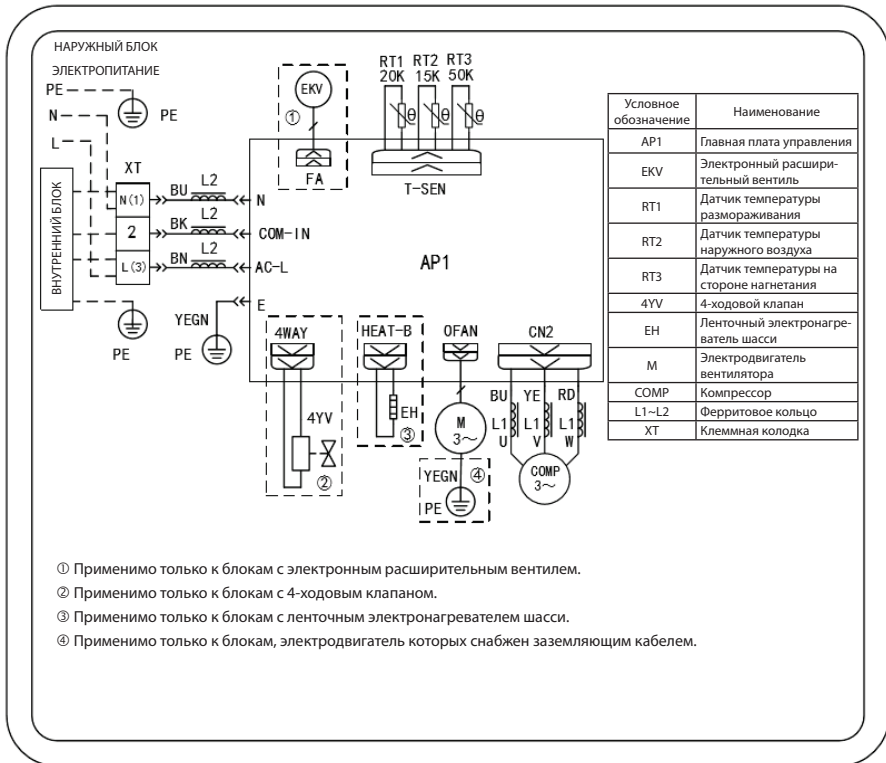 НАРУЖНЫЙ БЛОК
ЭЛЕКТРОПИТАНИЕ
PE
PE
N
L
XT
ВНУТРЕННИЙ БЛОК
N(1)
2
L(3)
BU
L2
N
BK
L2
COM-IN
BN
L2
AC-L
E
YEGN
PE
PE
EKV
①
FA
RT1 RT2 RT3
20K 15K 50K
θ θ θ
T-SEN
AP1
4WAY
4YV
②
HEAT-B
EH
③
OFAN
M
3~
YEGN ④
PE
CN2
BU YE RD
L1 L1 L1
U V W
COMP
3~
Условное обозначение
Наименование
AP1 Главная плата управления
EKV Электронный расшири-
тельный вентиль
RT1 Датчик температуры
размораживания
RT2 Датчик температуры
наружного воздуха
RT3 Датчик температуры на
стороне нагнетания
4YV 4-ходовой клапан
EH Ленточный электронагре-
ватель шасси
M Электродвигатель
вентилятора
COMP Компрессор
L1~L2 Ферритовое кольцо
XT Клеммная колодка
① Применимо только к блокам с электронным расширительным вентилем.
② Применимо только к блокам с 4-ходовым клапаном.
③ Применимо только к блокам с ленточным электронагревателем шасси.
④ Применимо только к блокам, электродвигатель которых снабжен заземляющим кабелем.